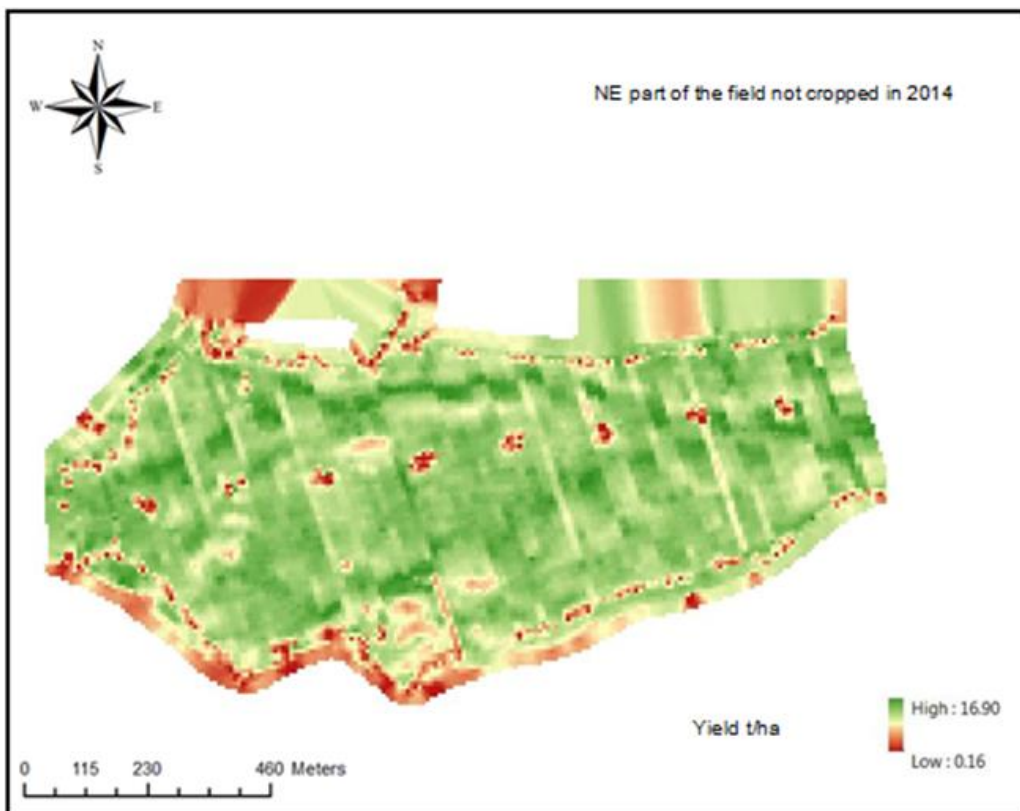 N
NE part of the field not cropped in 2014
W E
S
Yield t/ha
High : 16.90
Low : 0.16
0 115 230 460 Meters